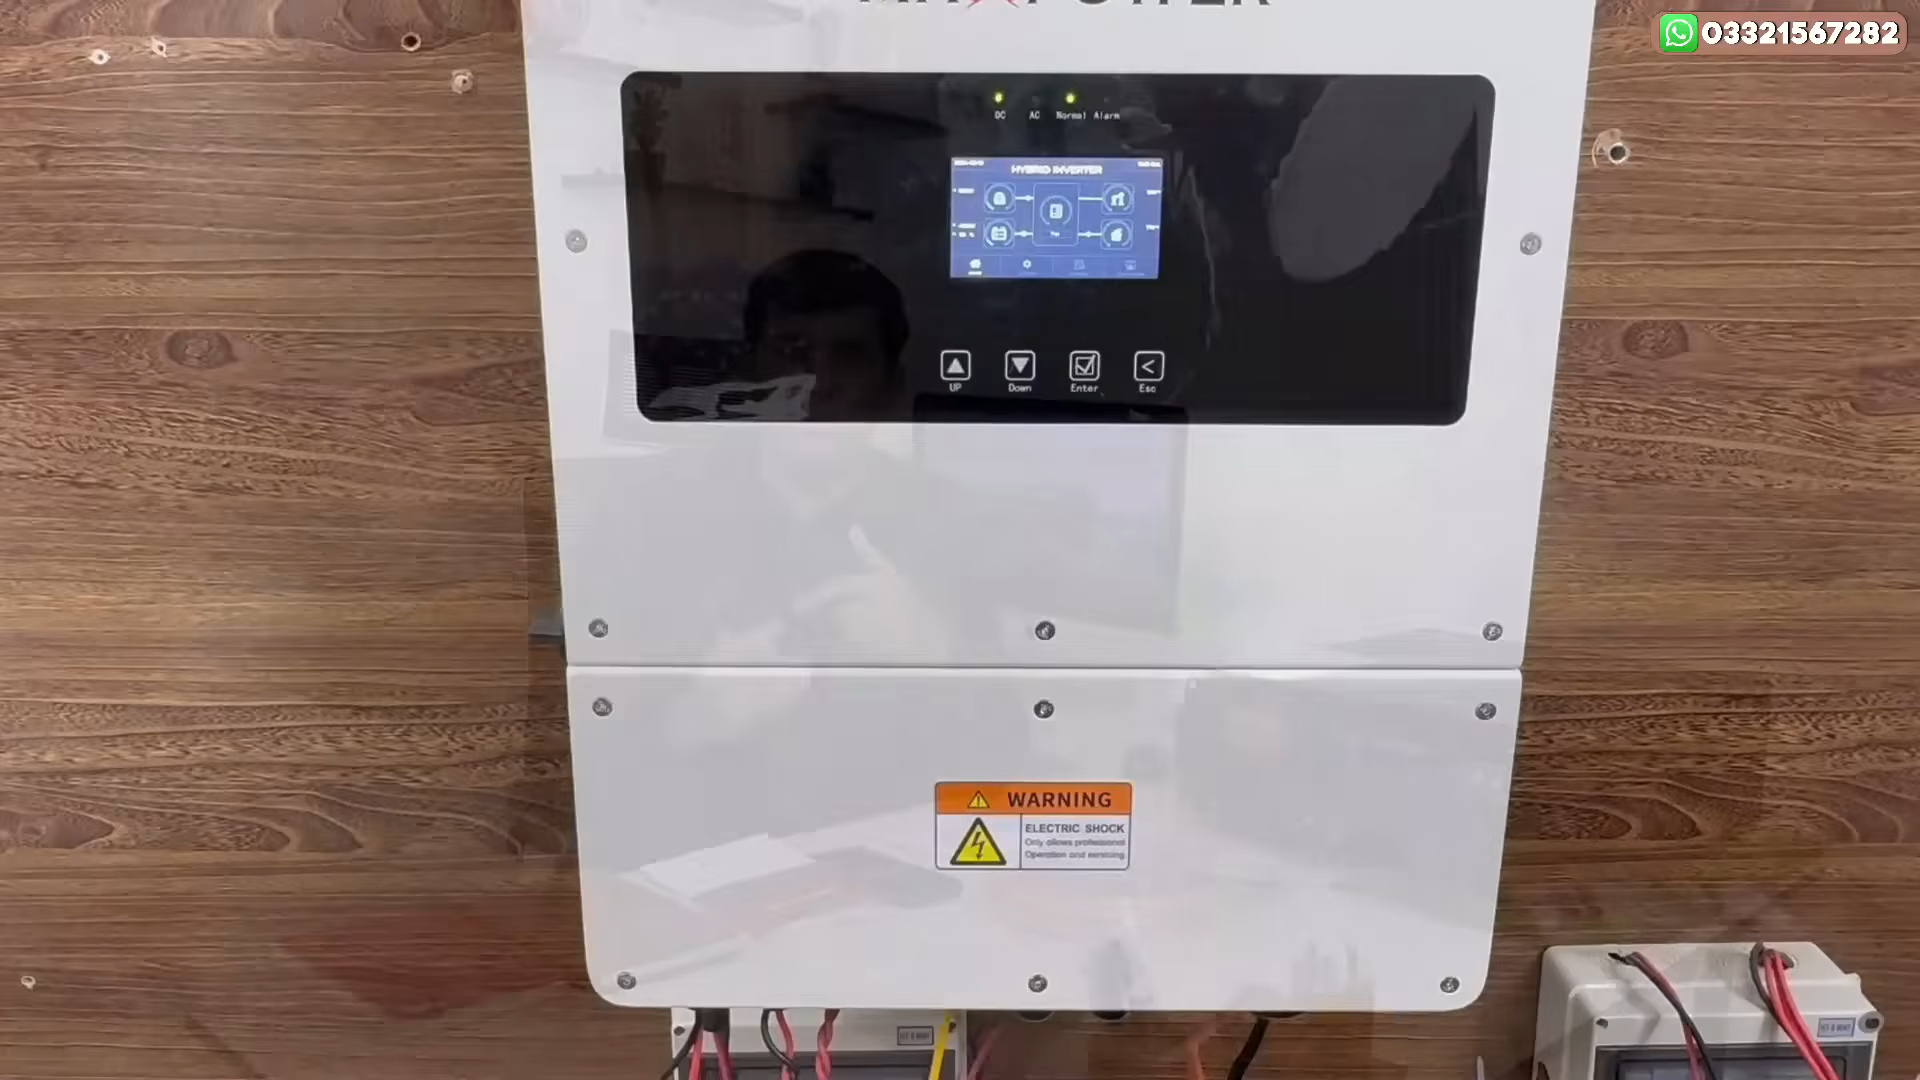 03321567282
DC AC Normal Alarm
HYBRID INVERTER
UP Down Enter Esc
WARNING
ELECTRIC SHOCK
Only allows professional
Operation and servicing